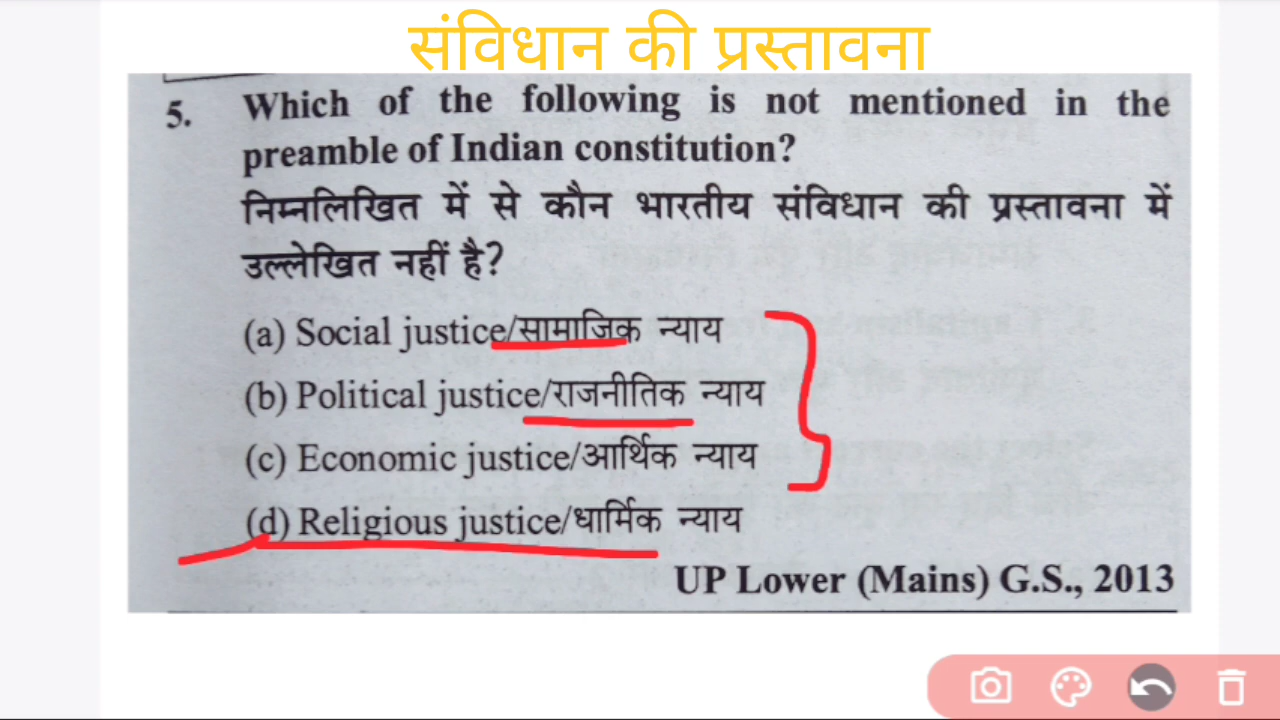 संविधान की प्रस्तावना
5. Which of the following is not mentioned in the
preamble of Indian constitution?
निम्नलिखित में से कौन भारतीय संविधान की प्रस्तावना में
उल्लेखित नहीं है?
(a) Social justice/सामाजिक न्याय
(b) Political justice/राजनीतिक न्याय
(c) Economic justice/आर्थिक न्याय
(d) Religious justice/धार्मिक न्याय
UP Lower (Mains) G.S., 2013